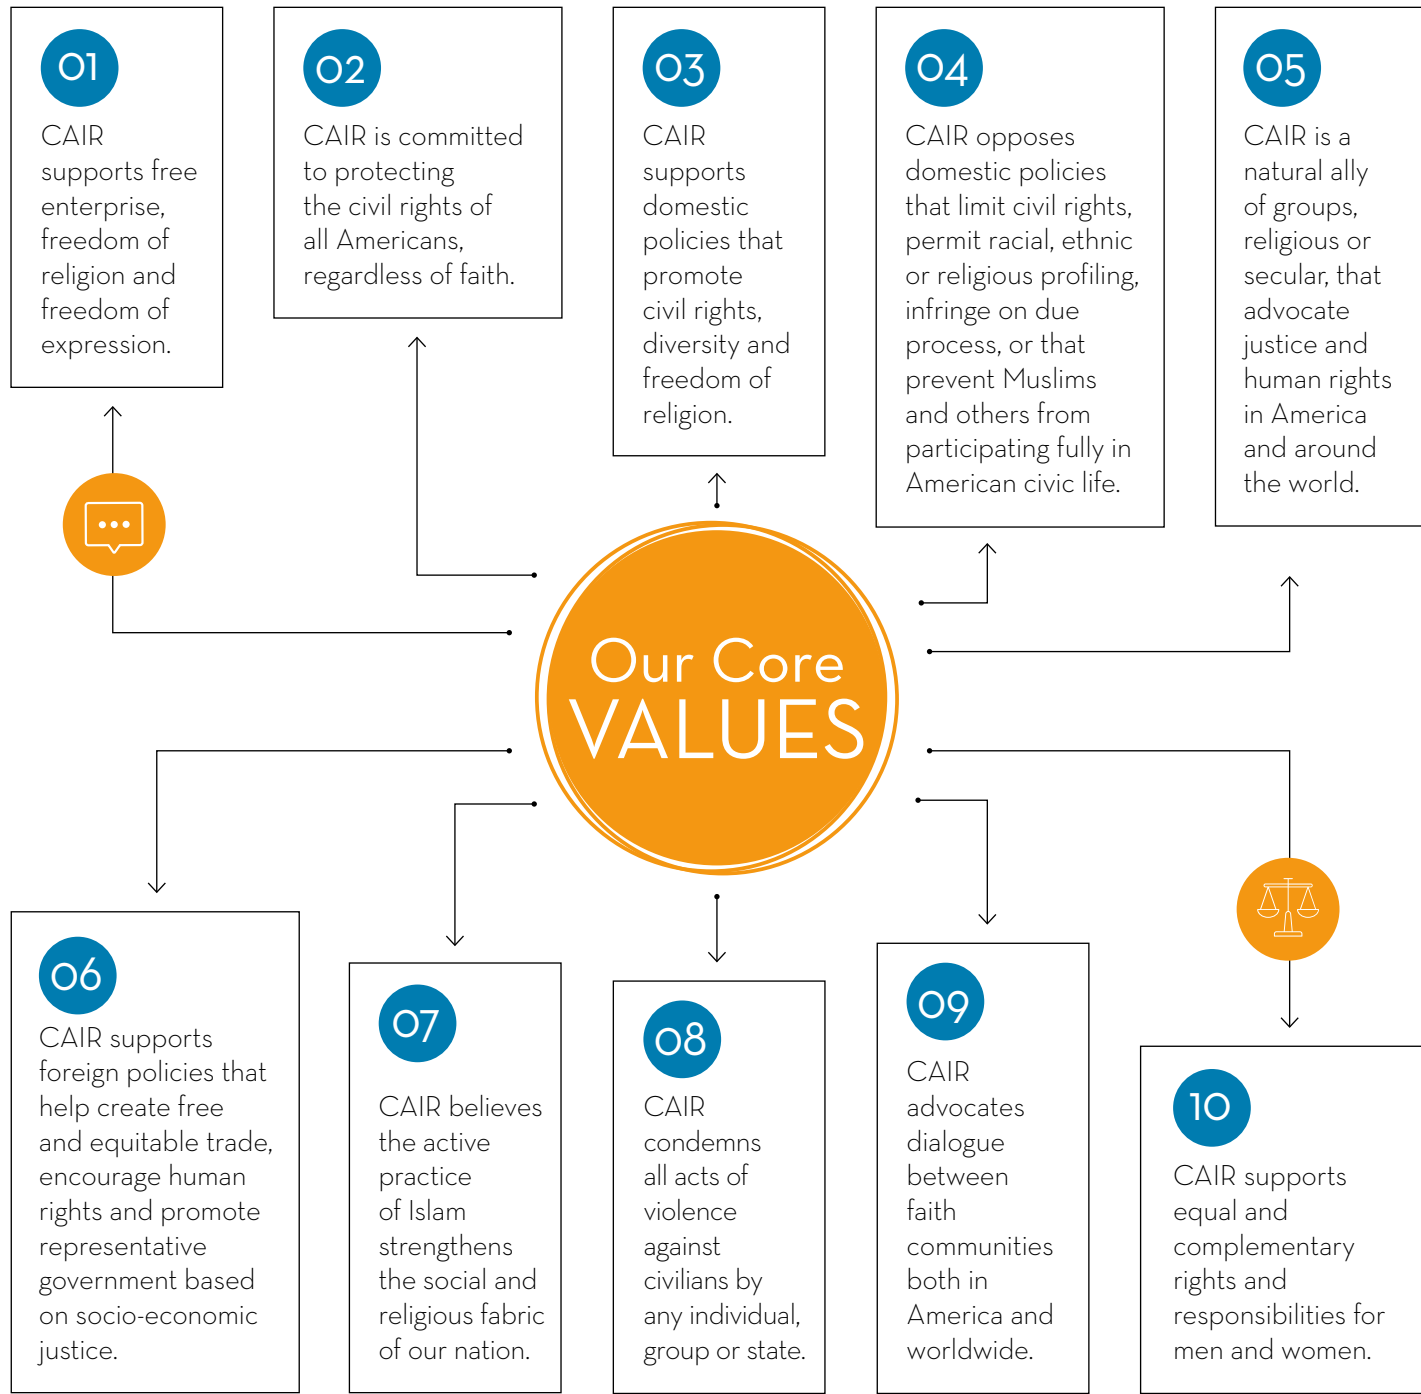 01
CAIR
supports free
enterprise,
freedom of
religion and
freedom of
expression.
02
CAIR is committed
to protecting
the civil rights of
all Americans,
regardless of faith.
03
CAIR
supports
domestic
policies that
promote
civil rights,
diversity and
freedom of
religion.
04
CAIR opposes
domestic policies
that limit civil rights,
permit racial, ethnic
or religious profiling,
infringe on due
process, or that
prevent Muslims
and others from
participating fully in
American civic life.
05
CAIR is a
natural ally
of groups,
religious or
secular, that
advocate
justice and
human rights
in America
and around
the world.
Our Core
VALUES
06
CAIR supports
foreign policies that
help create free
and equitable trade,
encourage human
rights and promote
representative
government based
on socio-economic
justice.
07
CAIR believes
the active
practice
of Islam
strengthens
the social and
religious fabric
of our nation.
08
CAIR
condemns
all acts of
violence
against
civilians by
any individual,
group or state.
09
CAIR
advocates
dialogue
between
faith
communities
both in
America and
worldwide.
10
CAIR supports
equal and
complementary
rights and
responsibilities for
men and women.